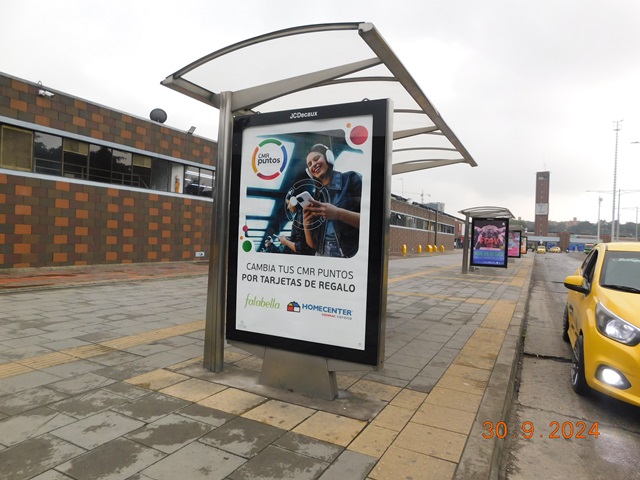 JCDecaux
CMR
puntos
CAMBIA TUS CMR PUNTOS
POR TARJETAS DE REGALO
falabella
HOMECENTER
30 9 2024